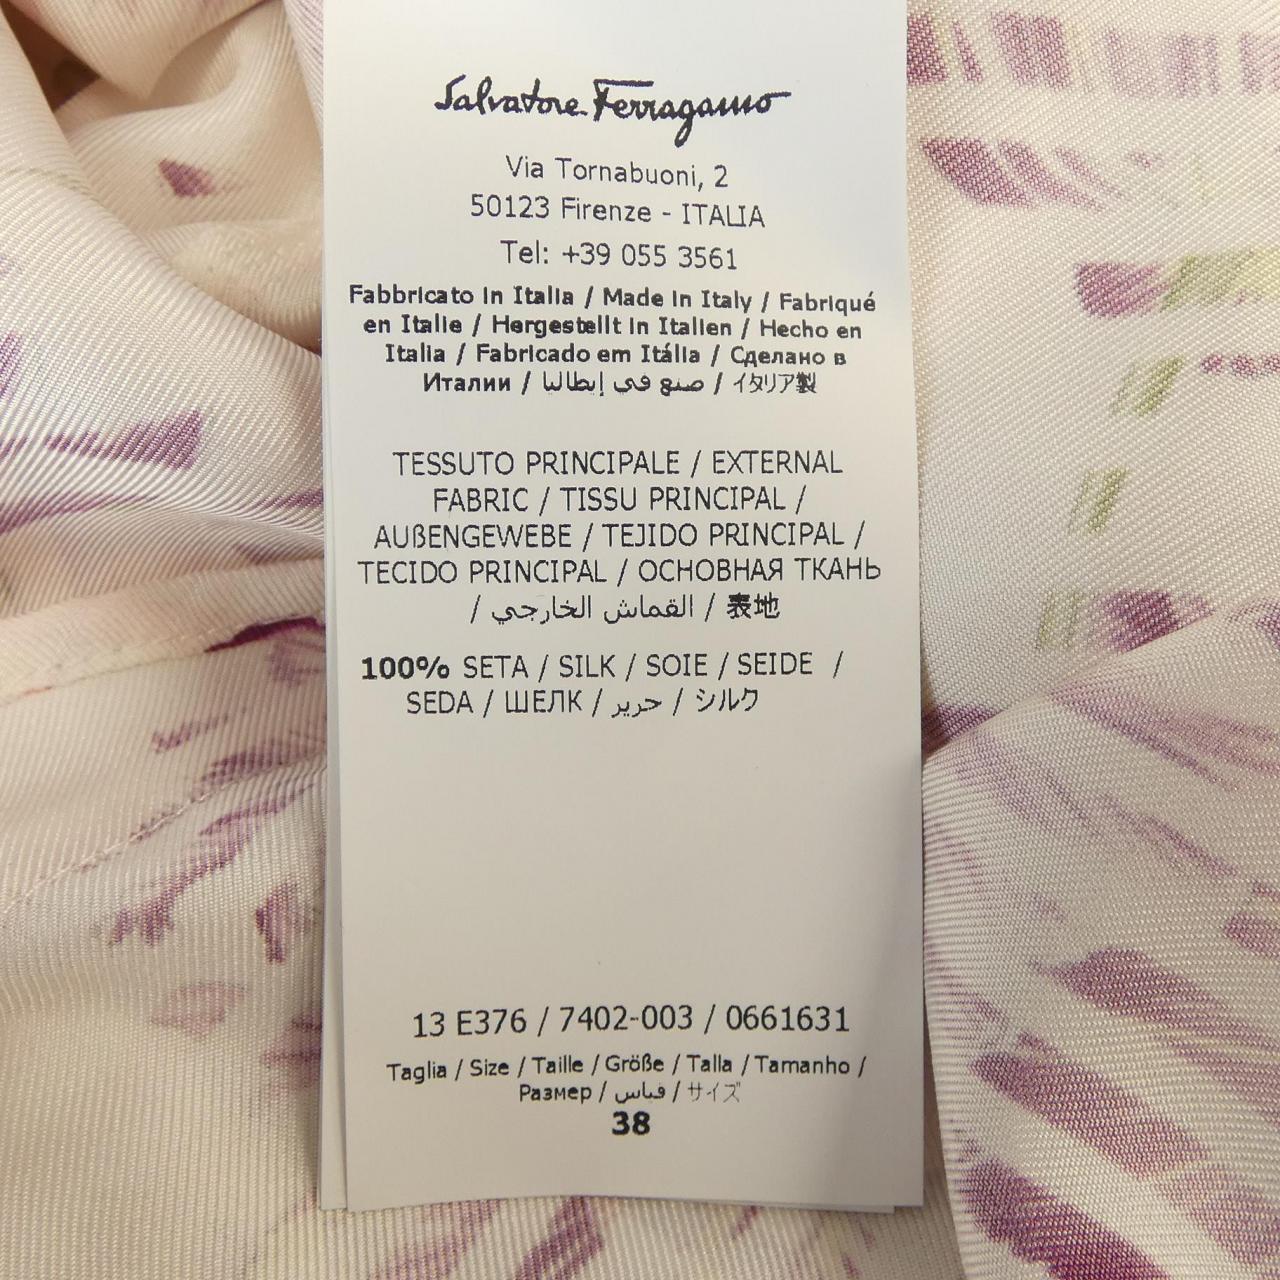 Salvatore Ferragamo
Via Tornabuoni, 2
50123 Firenze - ITALIA
Tel: +39 055 3561
Fabbricato in Italia / Made in Italy / Fabriqué
en Italie / Hergestellt in Italien / Hecho en
Italia / Fabricado em Itália / Сделано в
Италии / صنع في إيطاليا / イタリア製
TESSUTO PRINCIPALE / EXTERNAL
FABRIC / TISSU PRINCIPAL /
AUßENGEWEBE / TEJIDO PRINCIPAL /
TECIDO PRINCIPAL / ОСНОВНАЯ ТКАНЬ
/ القماش الخارجي / 表地
100% SETA / SILK / SOIE / SEIDE /
SEDA / ШЕЛК / حرير / シルク
13 E376 / 7402-003 / 0661631
Taglia / Size / Taille / Größe / Talla / Tamanho /
Размер / قياس / サイズ
38